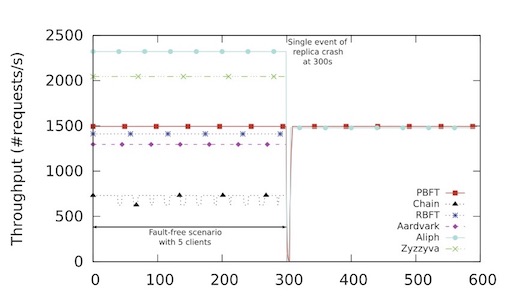 2500
2000
1500
1000
500
0
Throughput (#requests/s)
Single event of
replica crash
at 300s
Fault-free scenario
with 5 clients
PBFT
Chain
RBFT
Aardvark
Aliph
Zyzzyva
0
100
200
300
400
500
600